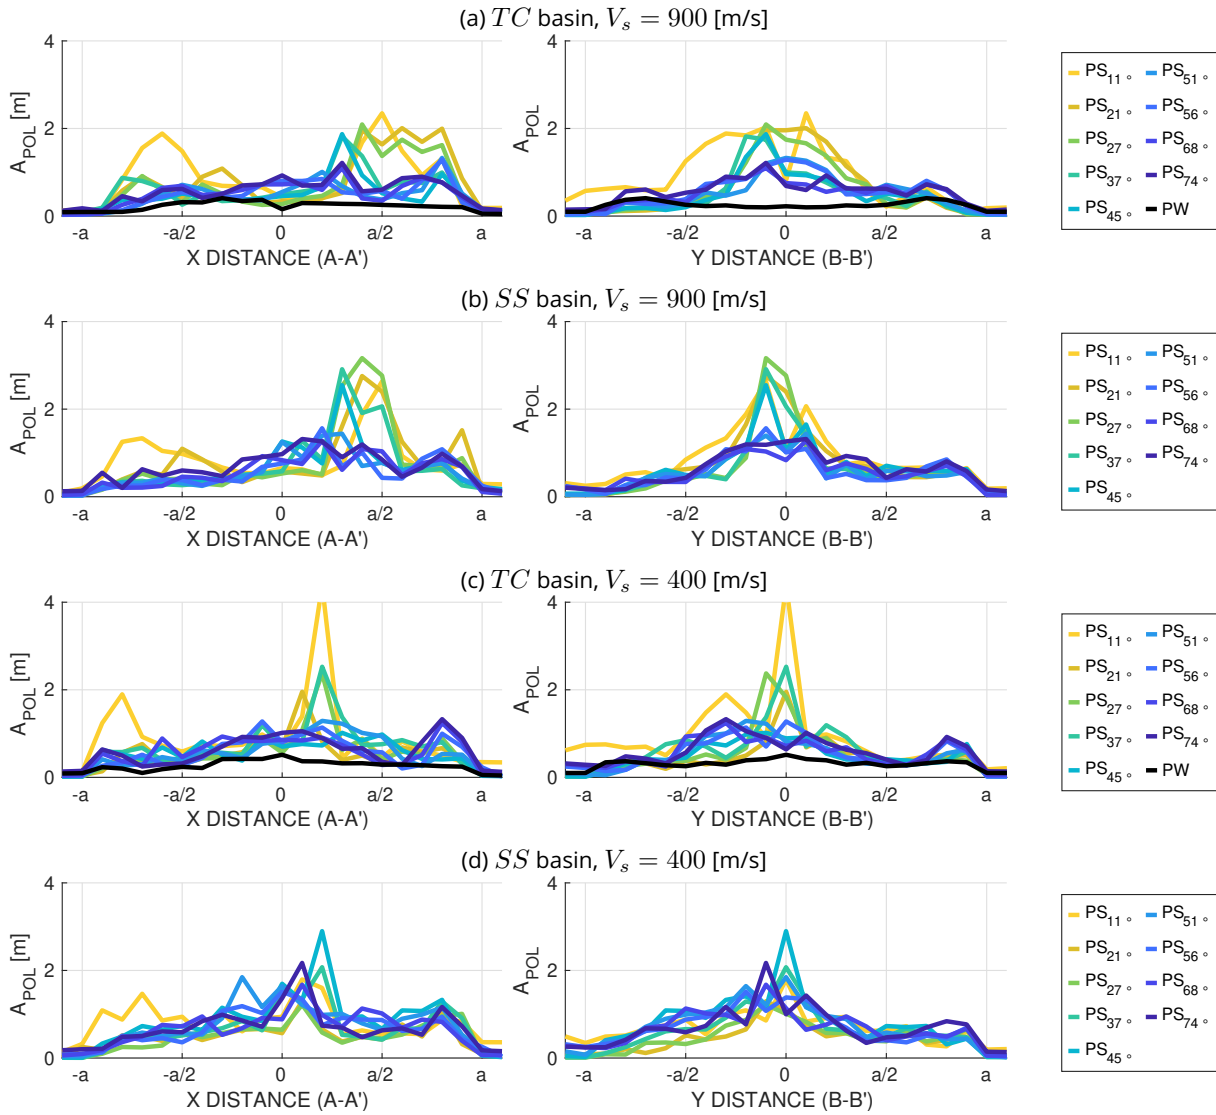 (a) TC basin, V_s = 900 [m/s]
4
2
0
A_POL [m]
-a
-a/2
0
a/2
a
X DISTANCE (A-A')
4
2
0
A_POL
-a
-a/2
0
a/2
a
Y DISTANCE (B-B')
PS_11° PS_51°
PS_21° PS_56°
PS_27° PS_68°
PS_37° PS_74°
PS_45° PW
(b) SS basin, V_s = 900 [m/s]
4
2
0
A_POL [m]
-a
-a/2
0
a/2
a
X DISTANCE (A-A')
4
2
0
A_POL
-a
-a/2
0
a/2
a
Y DISTANCE (B-B')
PS_11° PS_51°
PS_21° PS_56°
PS_27° PS_68°
PS_37° PS_74°
PS_45°
(c) TC basin, V_s = 400 [m/s]
4
2
0
A_POL [m]
-a
-a/2
0
a/2
a
X DISTANCE (A-A')
4
2
0
A_POL
-a
-a/2
0
a/2
a
Y DISTANCE (B-B')
PS_11° PS_51°
PS_21° PS_56°
PS_27° PS_68°
PS_37° PS_74°
PS_45° PW
(d) SS basin, V_s = 400 [m/s]
4
2
0
A_POL [m]
-a
-a/2
0
a/2
a
X DISTANCE (A-A')
4
2
0
A_POL
-a
-a/2
0
a/2
a
Y DISTANCE (B-B')
PS_11° PS_51°
PS_21° PS_56°
PS_27° PS_68°
PS_37° PS_74°
PS_45°